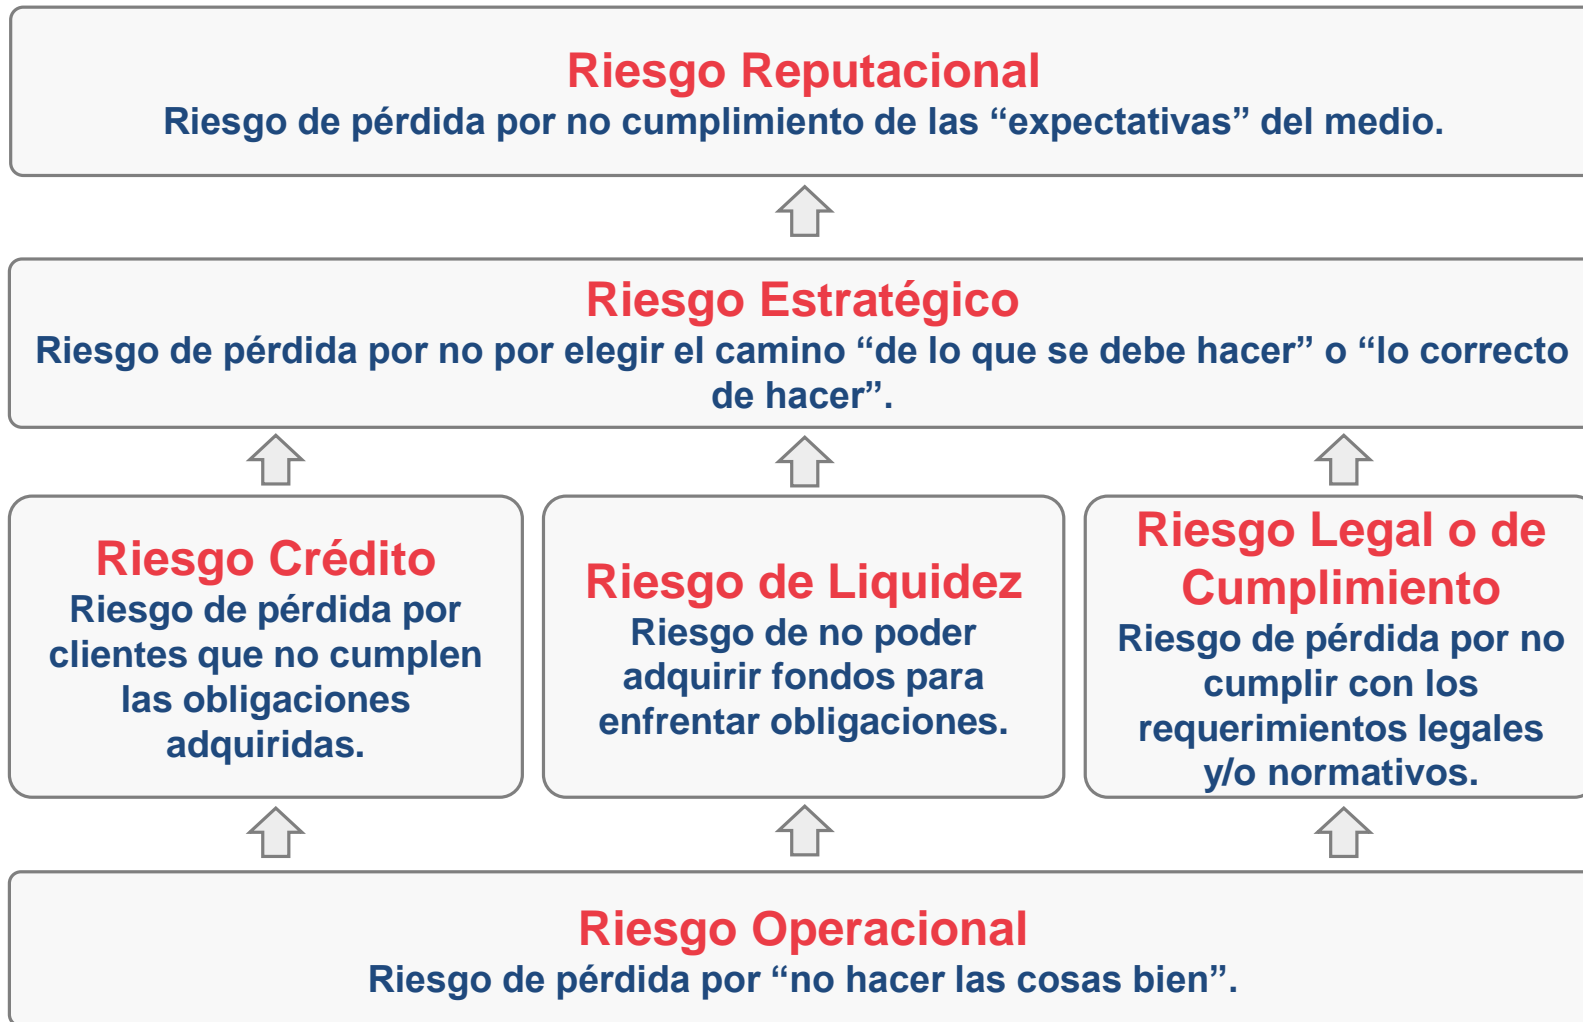 Riesgo Reputacional
Riesgo de pérdida por no cumplimiento de las “expectativas” del medio.
Riesgo Estratégico
Riesgo de pérdida por no por elegir el camino “de lo que se debe hacer” o “lo correcto
de hacer”.
Riesgo Crédito
Riesgo de pérdida por
clientes que no cumplen
las obligaciones
adquiridas.
Riesgo de Liquidez
Riesgo de no poder
adquirir fondos para
enfrentar obligaciones.
Riesgo Legal o de
Cumplimiento
Riesgo de pérdida por no
cumplir con los
requerimientos legales
y/o normativos.
Riesgo Operacional
Riesgo de pérdida por “no hacer las cosas bien”.